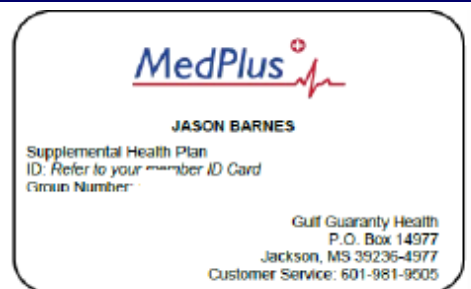 MedPlus
JASON BARNES
Supplemental Health Plan
ID: Refer to your member ID Card
Group Number:
Gulf Guaranty Health
P.O. Box 14977
Jackson, MS 39236-4977
Customer Service: 601-981-9505